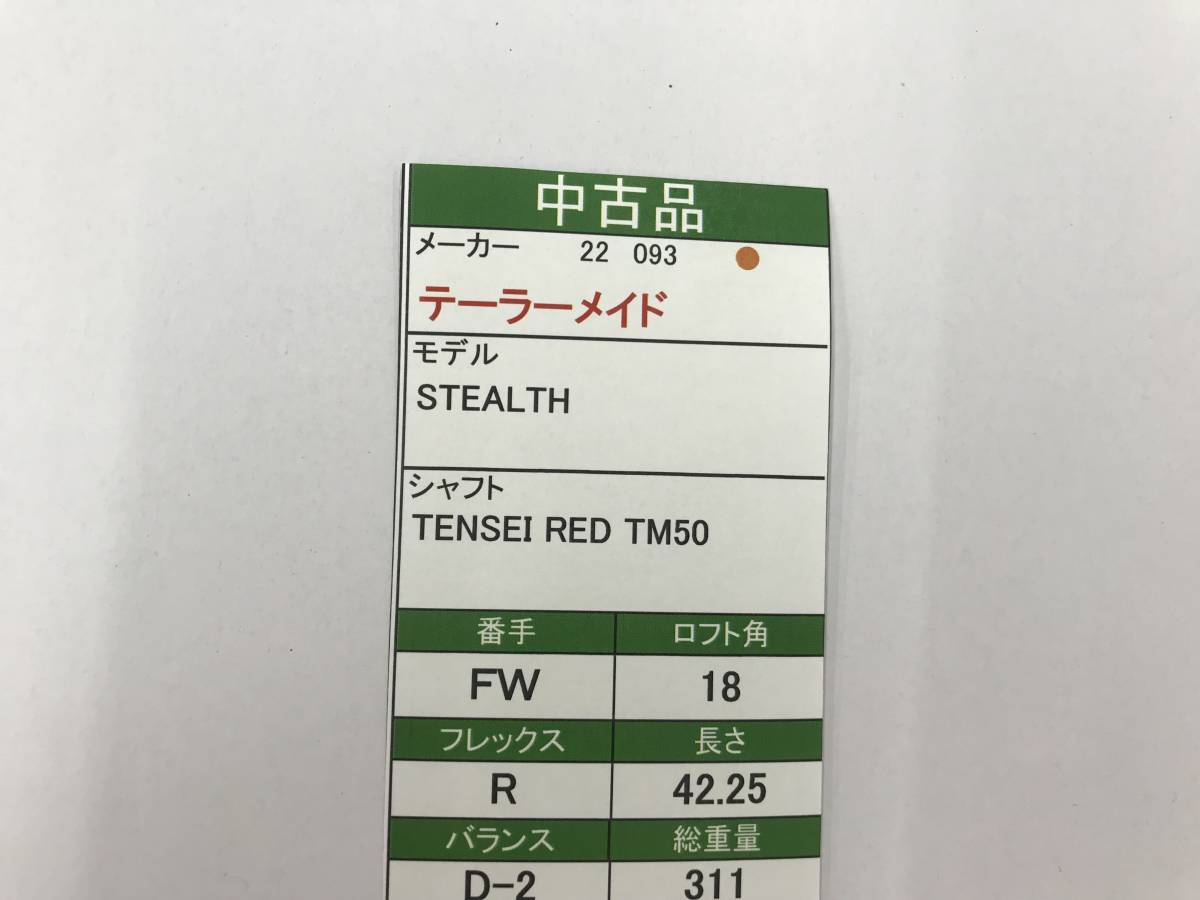 中古品
メーカー 22 093
テーラーメイド
モデル
STEALTH
シャフト
TENSEI RED TM50
番手 ロフト角
FW 18
フレックス 長さ
R 42.25
バランス 総重量
D-2 311